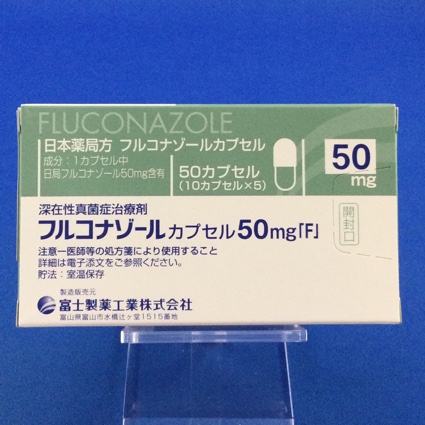 FLUCONAZOLE
日本薬局方 フルコナゾールカプセル
成分：1カプセル中
日局フルコナゾール50mg含有
50カプセル
(10カプセル×5)
50
mg
開封口
深在性真菌症治療剤
フルコナゾールカプセル50mg「F」
注意－医師等の処方箋により使用すること
詳細は電子添文をご参照ください。
貯法：室温保存
製造販売元
富士製薬工業株式会社
富山県富山市水橋辻ヶ堂1515番地